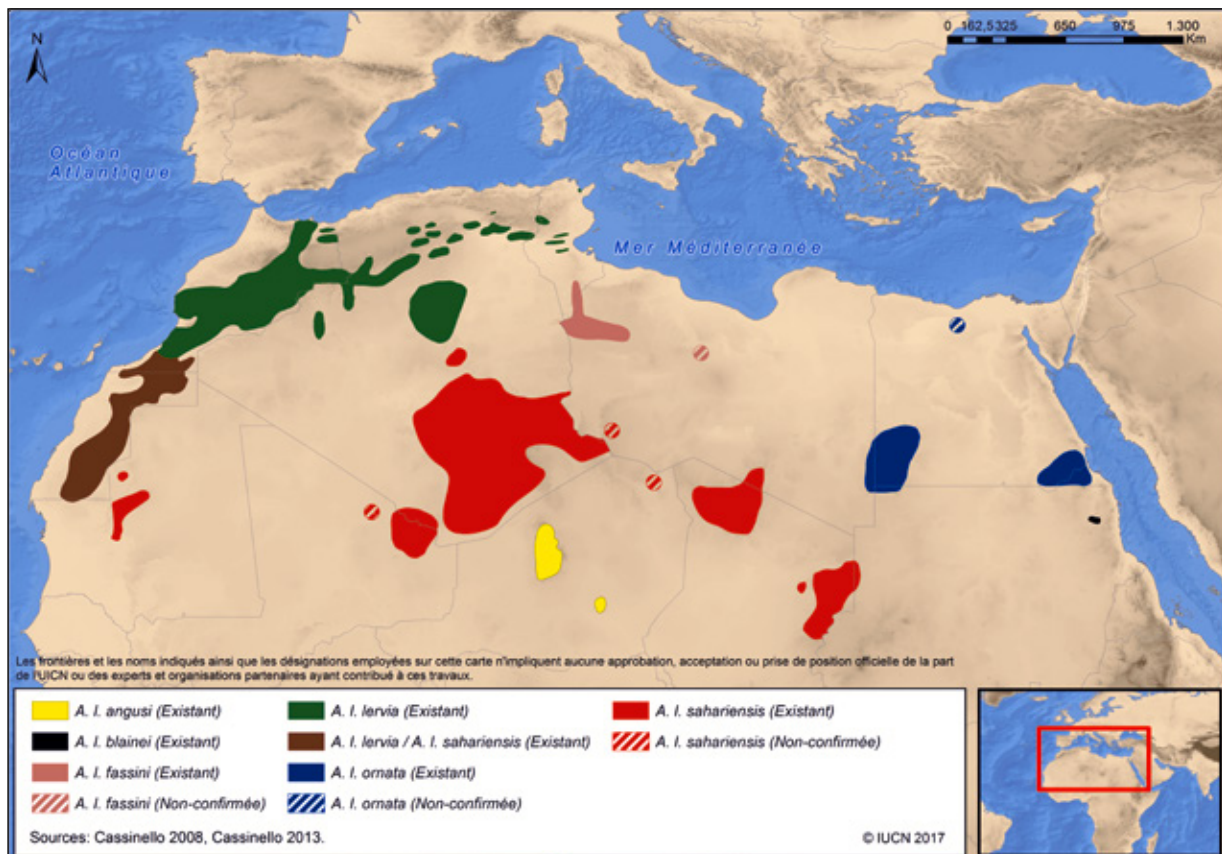 N
0 162,5 325 650 975 1.300
Km
Océan
Atlantique
Mer Méditerranée
Les frontières et les noms indiqués ainsi que les désignations employées sur cette carte n'impliquent aucune approbation, acceptation ou prise de position officielle de la part
de l'UICN ou des experts et organisations partenaires ayant contribué à ces travaux.
A. l. angusi (Existant)
A. l. blainei (Existant)
A. l. fassini (Existant)
A. l. fassini (Non-confirmée)
A. l. lervia (Existant)
A. l. lervia / A. l. sahariensis (Existant)
A. l. ornata (Existant)
A. l. ornata (Non-confirmée)
A. l. sahariensis (Existant)
A. l. sahariensis (Non-confirmée)
Sources: Cassinello 2008, Cassinello 2013.
© IUCN 2017